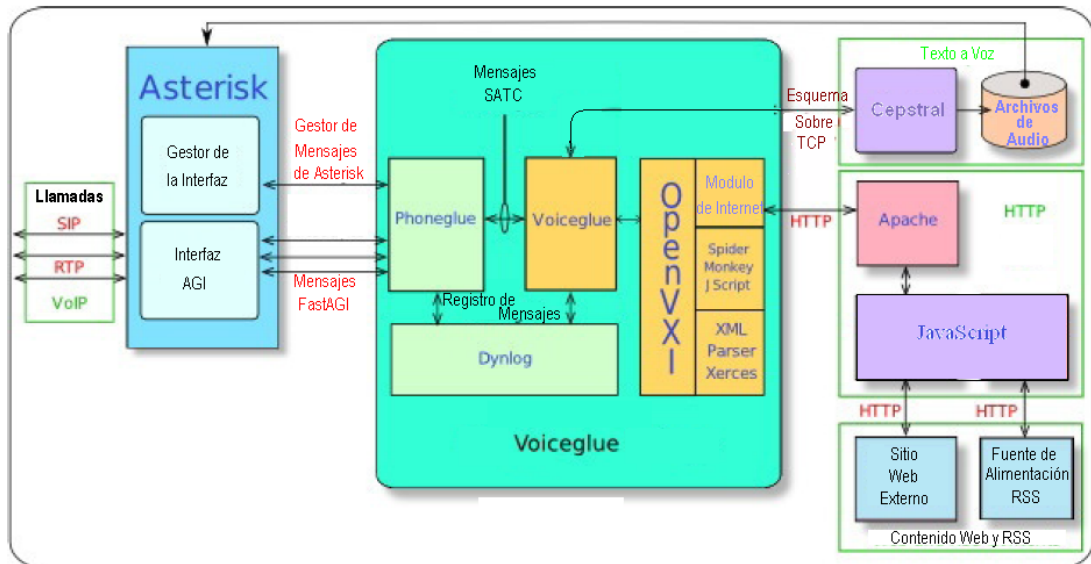 Asterisk
Gestor de
la Interfaz
Interfaz
AGI
Llamadas
SIP
RTP
VoIP
Gestor de
Mensajes
de Asterisk
Mensajes
FastAGI
Mensajes
SATC
Phoneglue
Voiceglue
Registro de
Mensajes
Dynlog
OpenVXI
Modulo
de Internet
Spider
Monkey
J Script
XML
Parser
Xerces
Voiceglue
Esquerna
Sobre
TCP
Texto a Voz
Cepstral
Archivos
de
Audio
HTTP
Apache
HTTP
JavaScript
HTTP
HTTP
Sitio
Web
Externo
Fuente de
Alimentación
RSS
Contenido Web y RSS